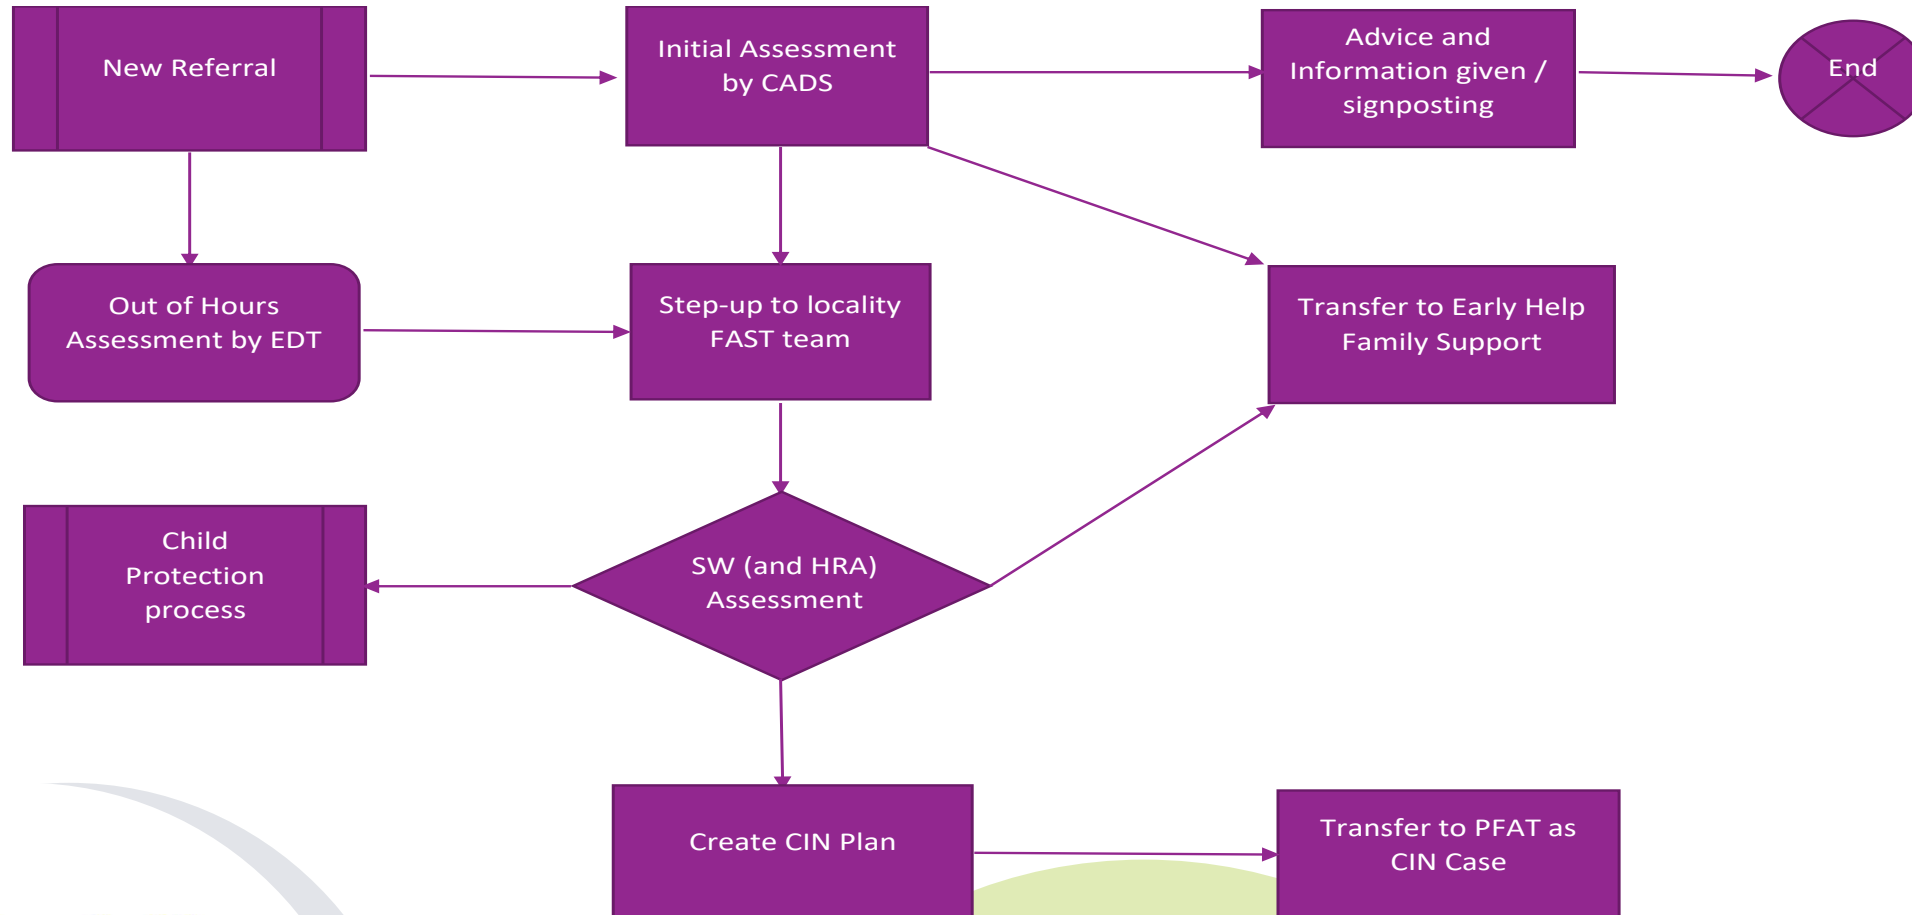 New Referral
Initial Assessment
by CADS
Advice and
Information given /
signposting
End
Out of Hours
Assessment by EDT
Step-up to locality
FAST team
Transfer to Early Help
Family Support
Child
Protection
process
SW (and HRA)
Assessment
Create CIN Plan
Transfer to PFAT as
CIN Case